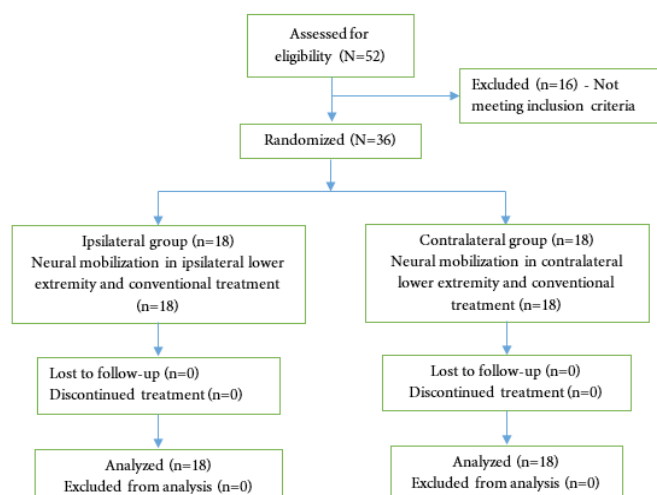 Assessed for
eligibility (N=52)
Excluded (n=16) - Not
meeting inclusion criteria
Randomized (N=36)
Ipsilateral group (n=18)
Neural mobilization in ipsilateral lower
extremity and conventional treatment
(n=18)
Contralateral group (n=18)
Neural mobilization in contralateral
lower extremity and conventional
treatment (n=18)
Lost to follow-up (n=0)
Discontinued treatment (n=0)
Lost to follow-up (n=0)
Discontinued treatment (n=0)
Analyzed (n=18)
Excluded from analysis (n=0)
Analyzed (n=18)
Excluded from analysis (n=0)